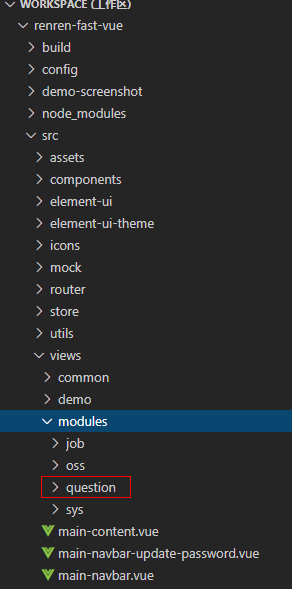 WORKSPACE (工作区)
renren-fast-vue
build
config
demo-screenshot
node_modules
src
assets
components
element-ui
element-ui-theme
icons
mock
router
store
utils
views
common
demo
modules
job
oss
question
sys
main-content.vue
main-navbar-update-password.vue
main-navbar.vue